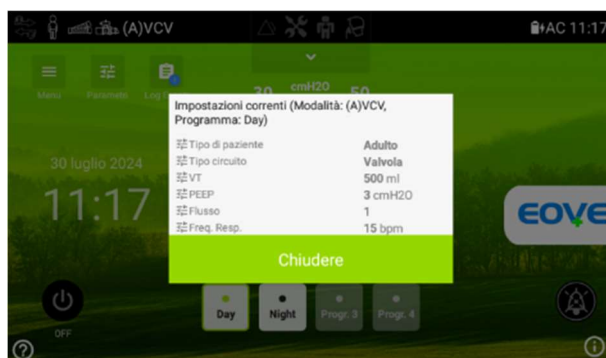 (A)VCV
AC 11:17
cmH2O
30 50
Menu Parametri
Impostazioni correnti (Modalità: (A)VCV,
Programma: Day)
Tipo di paziente Adulto
Tipo circuito Valvola
VT 500 ml
PEEP 3 cmH2O
Flusso 1
Freq. Resp. 15 bpm
Chiudere
30 luglio 2024
11:17
EOVE
Day Night Progr. 3 Progr. 4
OFF